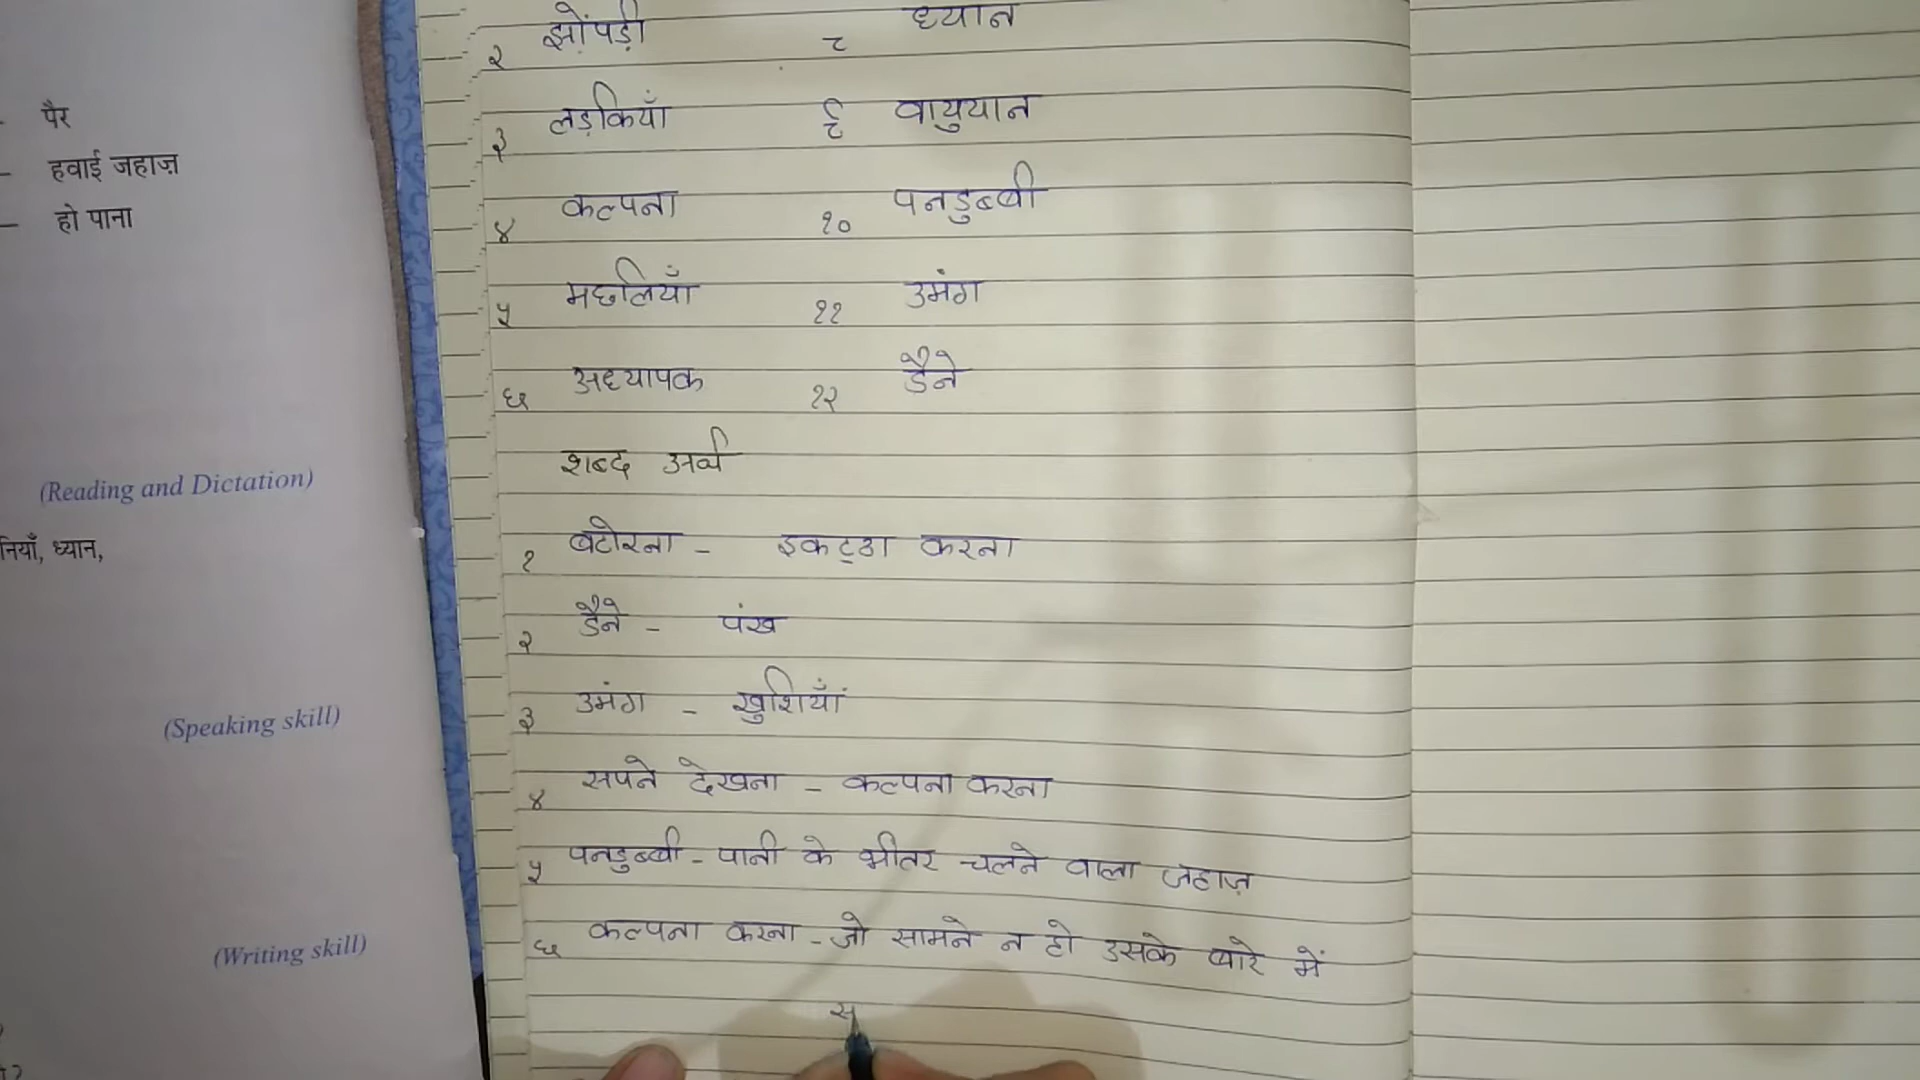 पैर
– हवाई जहाज़
– हो पाना
(Reading and Dictation)
नियाँ, ध्यान,
(Speaking skill)
(Writing skill)
२ झोंपड़ी ८ ध्यान
३ लड़कियाँ ९ वायुयान
४ कल्पना १० पनडुब्बी
५ मछलियाँ ११ उमंग
६ अध्यापक १२ डैने
शब्द अर्थ
१ बटोरना - इकट्ठा करना
२ डैने - पंख
३ उमंग - खुशियाँ
४ सपने देखना - कल्पना करना
५ पनडुब्बी - पानी के भीतर चलने वाला जहाज़
६ कल्पना करना - जो सामने न हो उसके बारे में
स